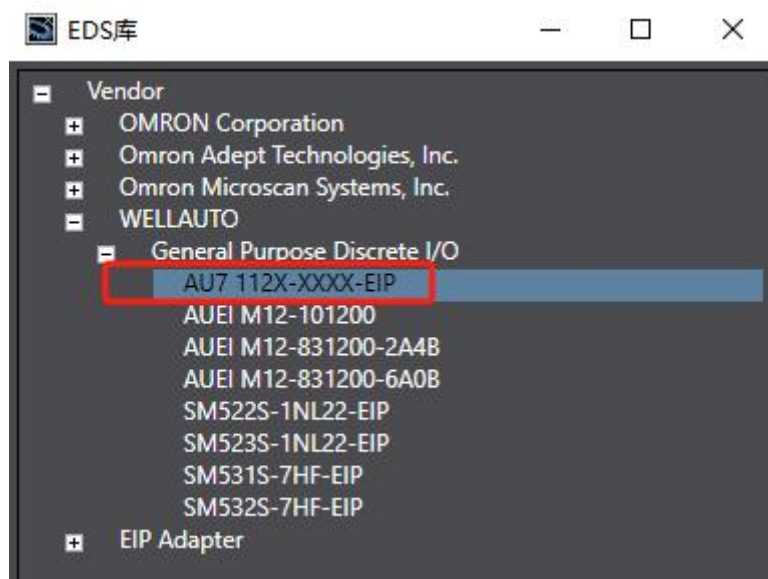 EDS库
Vendor
OMRON Corporation
Omron Adept Technologies, Inc.
Omron Microscan Systems, Inc.
WELLAUTO
General Purpose Discrete I/O
AU7 112X-XXXX-EIP
AUEI M12-101200
AUEI M12-831200-2A4B
AUEI M12-831200-6A0B
SM522S-1NL22-EIP
SM523S-1NL22-EIP
SM531S-7HF-EIP
SM532S-7HF-EIP
EIP Adapter